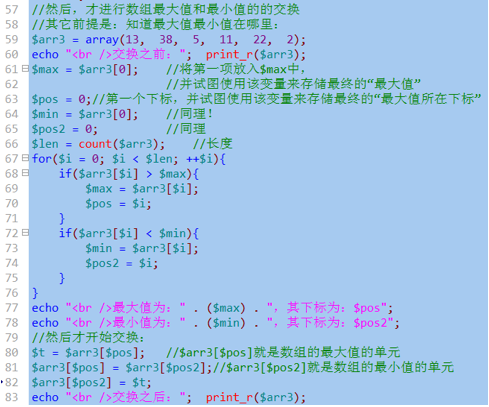 57 //然后，才进行数组最大值和最小值的的交换
58 //其它前提是：知道最大值最小值在哪里：
59 $arr3 = array(13, 38, 5, 11, 22, 2);
60 echo "<br />交换之前：";  print_r($arr3);
61 $max = $arr3[0];    //将第一项放入$max中，
62 //并试图使用该变量来存储最终的“最大值”
63 $pos = 0;//第一个下标，并试图使用该变量来存储最终的“最大值所在下标”
64 $min = $arr3[0];    //同理！
65 $pos2 = 0;          //同理
66 $len = count($arr3);    //长度
67 for($i = 0; $i < $len; ++$i){
68     if($arr3[$i] > $max){
69         $max = $arr3[$i];
70         $pos = $i;
71     }
72     if($arr3[$i] < $min){
73         $min = $arr3[$i];
74         $pos2 = $i;
75     }
76 }
77 echo "<br />最大值为：" . ($max) . "，其下标为：$pos";
78 echo "<br />最小值为：" . ($min) . "，其下标为：$pos2";
79 //然后才开始交换：
80 $t = $arr3[$pos];   //$arr3[$pos]就是数组的最大值的单元
81 $arr3[$pos] = $arr3[$pos2];//$arr3[$pos2]就是数组的最小值的单元
82 $arr3[$pos2] = $t;
83 echo "<br />交换之后：";  print_r($arr3);